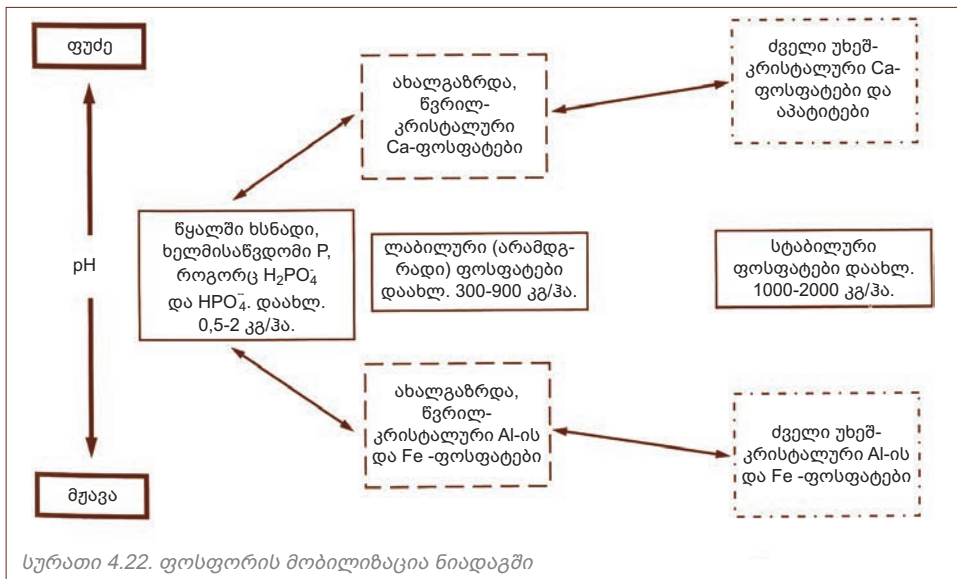 ფუძე
ახალგაზრდა,
წვრილ-
კრისტალური
Ca-ფოსფატები
ძველი უხეშ-
კრისტალური Ca-
ფოსფატები და
აპატიტები
pH
წყალში ხსნადი,
ხელმისაწვდომი P,
როგორც H₂PO₄⁻
და HPO₄⁻. დაახლ.
0,5-2 კგ/ჰა.
ლაბილური (არამდგ-
რადი) ფოსფატები
დაახლ. 300-900 კგ/ჰა.
სტაბილური
ფოსფატები დაახლ.
1000-2000 კგ/ჰა.
ახალგაზრდა,
წვრილ-
კრისტალური Al-ის
და Fe -ფოსფატები
ძველი უხეშ-
კრისტალური Al-ის
და Fe -ფოსფატები
მჟავა
სურათი 4.22. ფოსფორის მობილიზაცია ნიადაგში